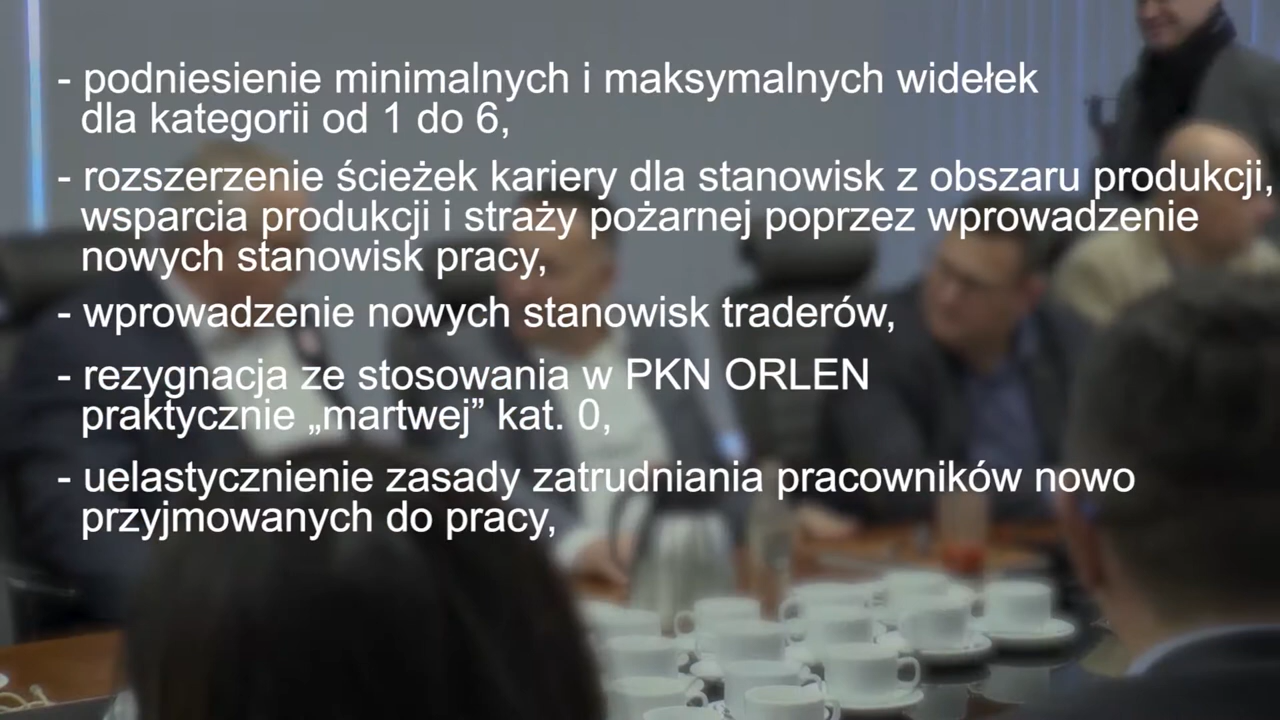 - podniesienie minimalnych i maksymalnych widełek
dla kategorii od 1 do 6,
- rozszerzenie ścieżek kariery dla stanowisk z obszaru produkcji,
wsparcia produkcji i straży pożarnej poprzez wprowadzenie
nowych stanowisk pracy,
- wprowadzenie nowych stanowisk traderów,
- rezygnacja ze stosowania w PKN ORLEN
praktycznie „martwej” kat. 0,
- uelastycznienie zasady zatrudniania pracowników nowo
przyjmowanych do pracy,